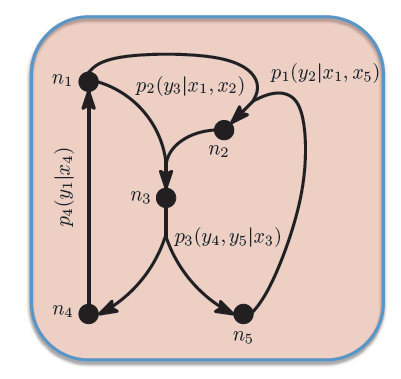 n₁
p₂(y₃|x₁, x₂)
p₁(y₂|x₁, x₅)
n₂
p₄(y₁|x₄)
n₃
p₃(y₄, y₅|x₃)
n₄
n₅